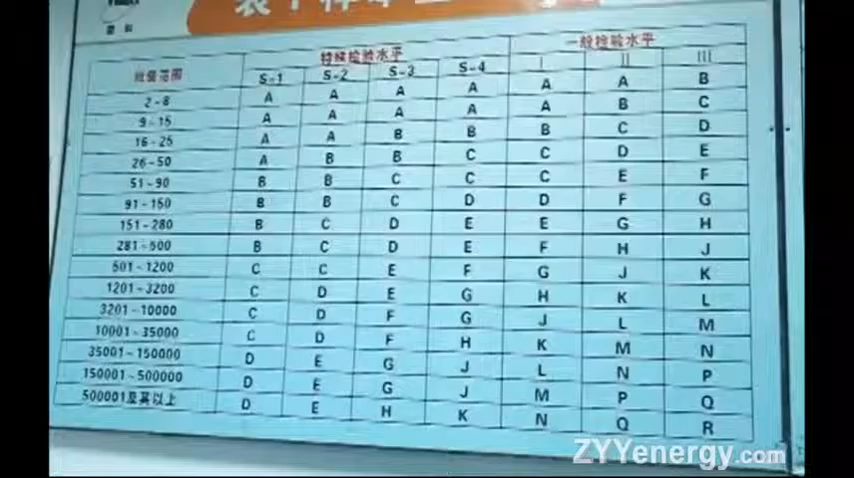 特殊检验水平 一般检验水平
批量范围 S-1 S-2 S-3 S-4 I II III
2-8 A A A A A A B
9-15 A A A A A B C
16-25 A A B B B C D
26-50 A B B C C D E
51-90 B B C C C E F
91-150 B B C D D F G
151-280 B C D E E G H
281-500 B C D E F H J
501-1200 C C E F G J K
1201-3200 C D E G H K L
3201-10000 C D F G J L M
10001-35000 C D F H K M N
35001-150000 D E G J L N P
150001-500000 D E G J M P Q
500001及其以上 D E H K N Q R
ZYYenergy.com